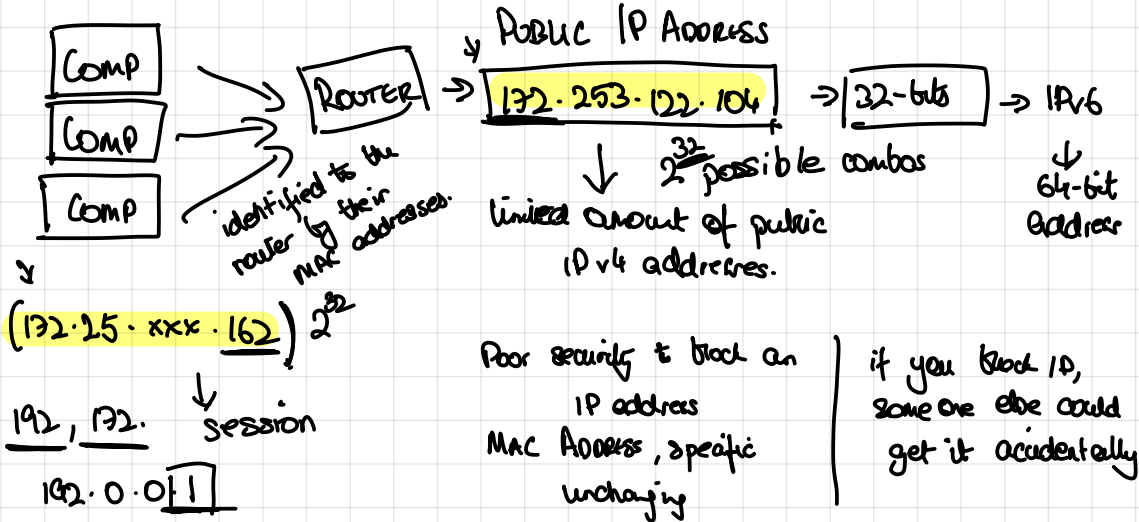 PUBLIC IP ADDRESS
COMP
COMP
COMP
ROUTER
172.253.122.104
32-bits
IPv6
identified to the
router by their
MAC addresses.
2^32 possible combos
limited amount of public
IPv4 addresses.
64-bit
address
(172.25.xxx.162) 2^32
session
192, 172.
192.0.0.1
Poor security to block an
IP address
MAC ADDRESS, specific
unchanging
if you block IP,
someone else could
get it accidentally